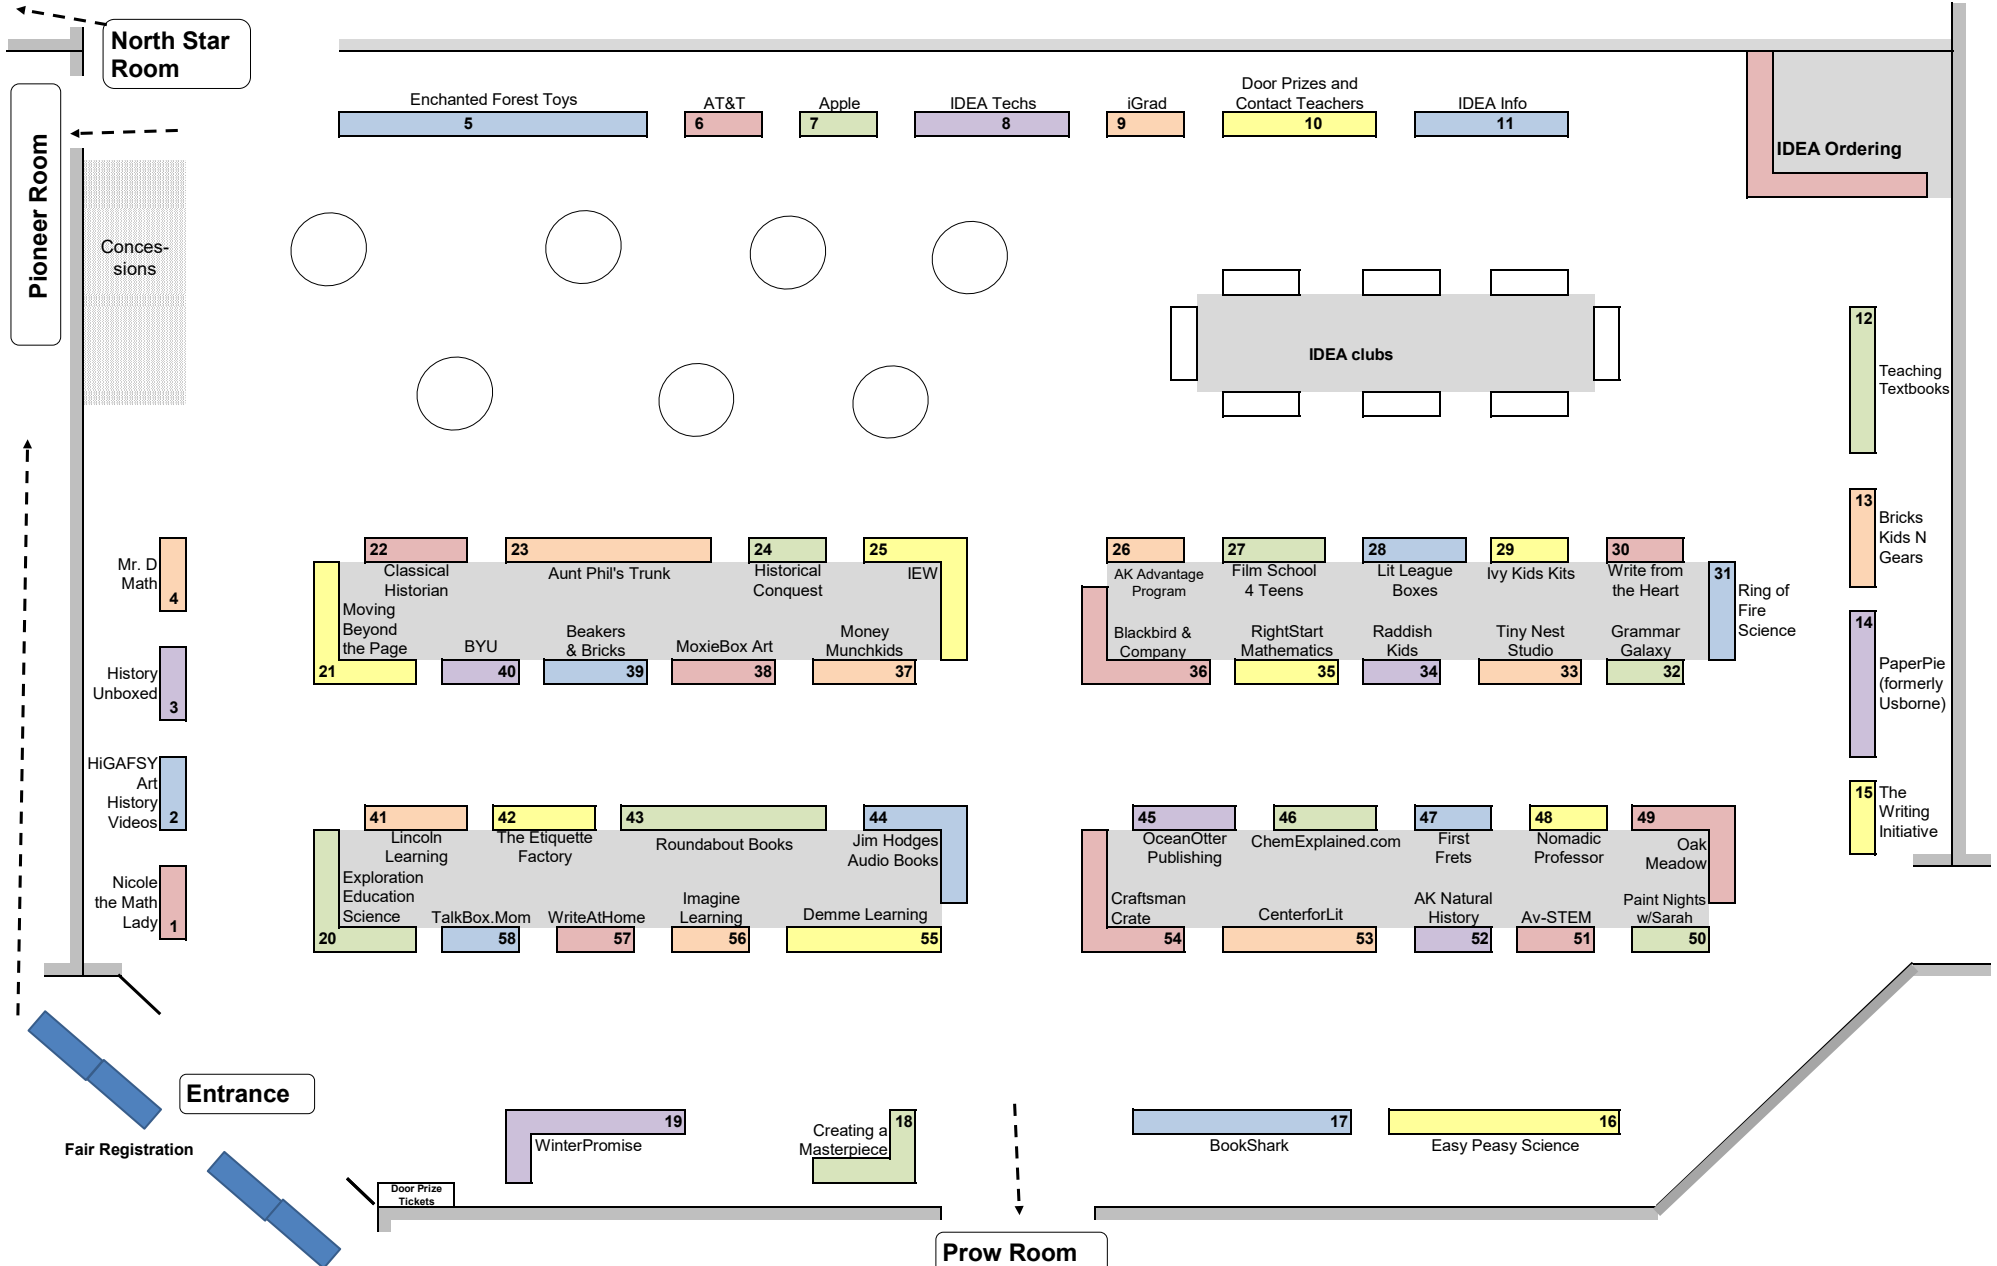 North Star
Room
Pioneer Room
Enchanted Forest Toys
5
AT&T
6
Apple
7
IDEA Techs
8
iGrad
9
Door Prizes and
Contact Teachers
10
IDEA Info
11
IDEA Ordering
Conces-
sions
IDEA clubs
12
Teaching
Textbooks
13
Bricks
Kids N
Gears
14
PaperPie
(formerly
Usborne)
15
The
Writing
Initiative
Mr. D
Math
4
History
Unboxed
3
HiGAFSY
Art
History
Videos
2
Nicole
the Math
Lady
1
22
Classical
Historian
23
Aunt Phil's Trunk
24
Historical
Conquest
25
IEW
Moving
Beyond
the Page
21
BYU
40
Beakers
& Bricks
39
MoxieBox Art
38
Money
Munchkids
37
26
AK Advantage
Program
27
Film School
4 Teens
28
Lit League
Boxes
29
Ivy Kids Kits
30
Write from
the Heart
31
Ring of
Fire
Science
Blackbird &
Company
36
RightStart
Mathematics
35
Raddish
Kids
34
Tiny Nest
Studio
33
Grammar
Galaxy
32
41
Lincoln
Learning
42
The Etiquette
Factory
43
Roundabout Books
44
Jim Hodges
Audio Books
Exploration
Education
Science
20
TalkBox.Mom
58
WriteAtHome
57
Imagine
Learning
56
Demme Learning
55
45
OceanOtter
Publishing
46
ChemExplained.com
47
First
Frets
48
Nomadic
Professor
49
Oak
Meadow
Craftsman
Crate
54
CenterforLit
53
AK Natural
History
52
Av-STEM
51
Paint Nights
w/Sarah
50
Entrance
Fair Registration
Door Prize
Tickets
19
WinterPromise
18
Creating a
Masterpiece
17
BookShark
16
Easy Peasy Science
Prow Room